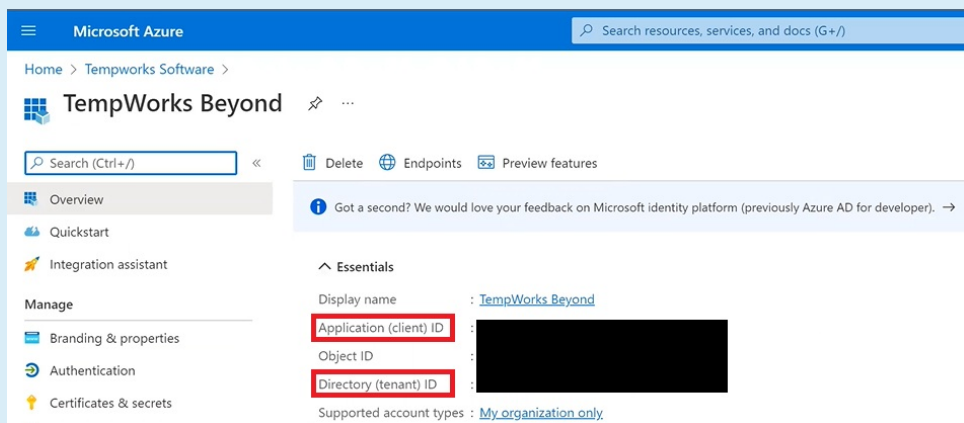 Microsoft Azure
Search resources, services, and docs (G+/)
Home > Tempworks Software >
TempWorks Beyond ...
Search (Ctrl+/) «
Delete Endpoints Preview features
Overview
Got a second? We would love your feedback on Microsoft identity platform (previously Azure AD for developer). →
Quickstart
Integration assistant
Essentials
Manage
Display name : TempWorks Beyond
Application (client) ID :
Branding & properties
Object ID :
Authentication
Directory (tenant) ID :
Certificates & secrets
Supported account types : My organization only